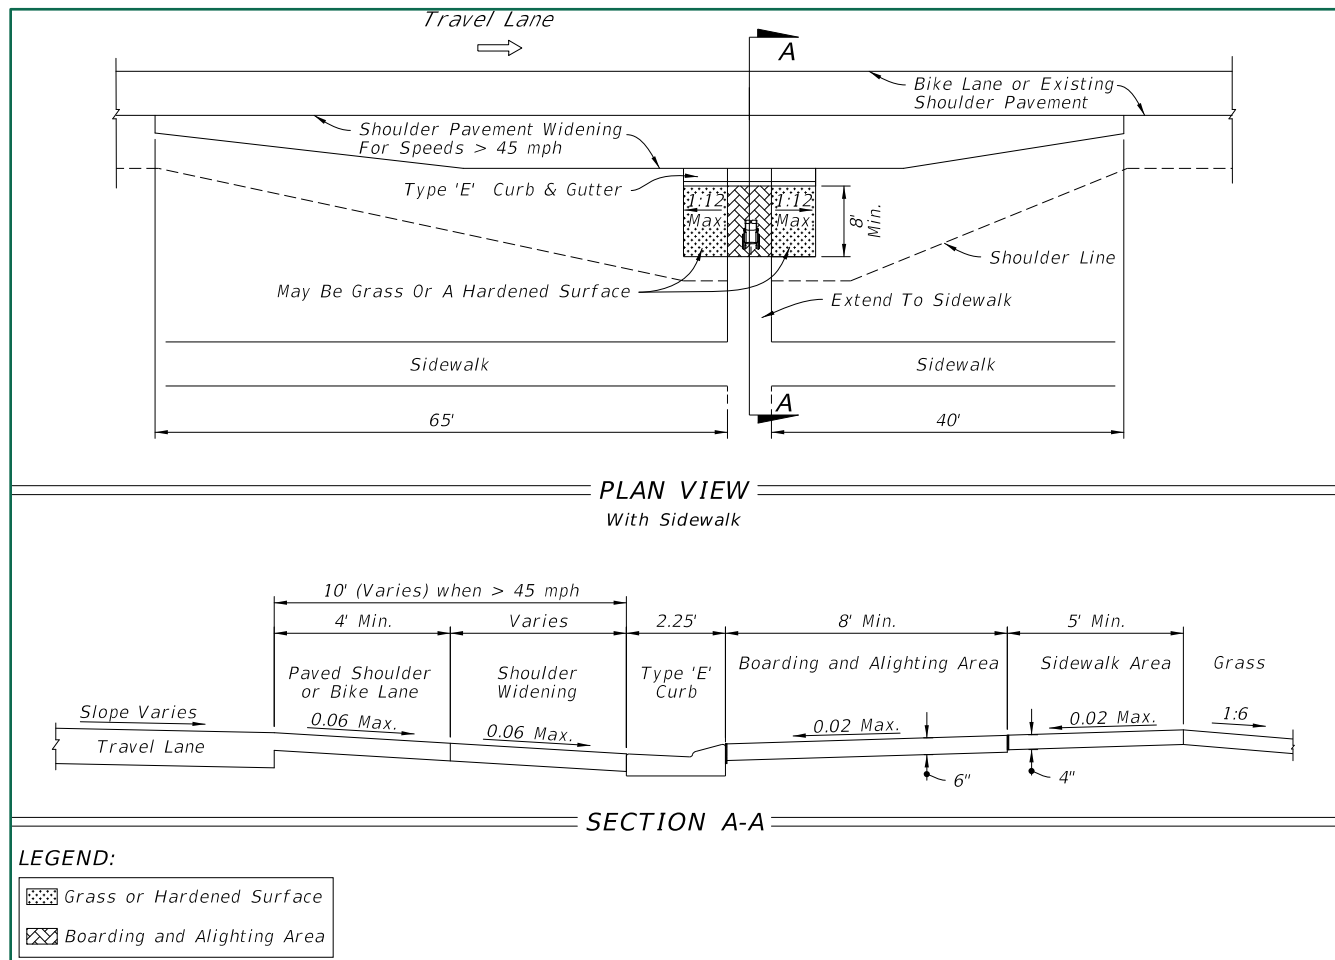 Travel Lane
A
Bike Lane or Existing
Shoulder Pavement
Shoulder Pavement Widening
For Speeds > 45 mph
Type 'E' Curb & Gutter
1:12
Max
1:12
Max
8'
Min.
Shoulder Line
May Be Grass Or A Hardened Surface
Extend To Sidewalk
Sidewalk
Sidewalk
A
65'
40'
PLAN VIEW
With Sidewalk
10' (Varies) when > 45 mph
4' Min.
Varies
2.25'
8' Min.
5' Min.
Paved Shoulder
or Bike Lane
Shoulder
Widening
Type 'E'
Curb
Boarding and Alighting Area
Sidewalk Area
Grass
Slope Varies
0.06 Max.
0.06 Max.
0.02 Max.
0.02 Max.
1:6
Travel Lane
6"
4"
SECTION A-A
LEGEND:
Grass or Hardened Surface
Boarding and Alighting Area